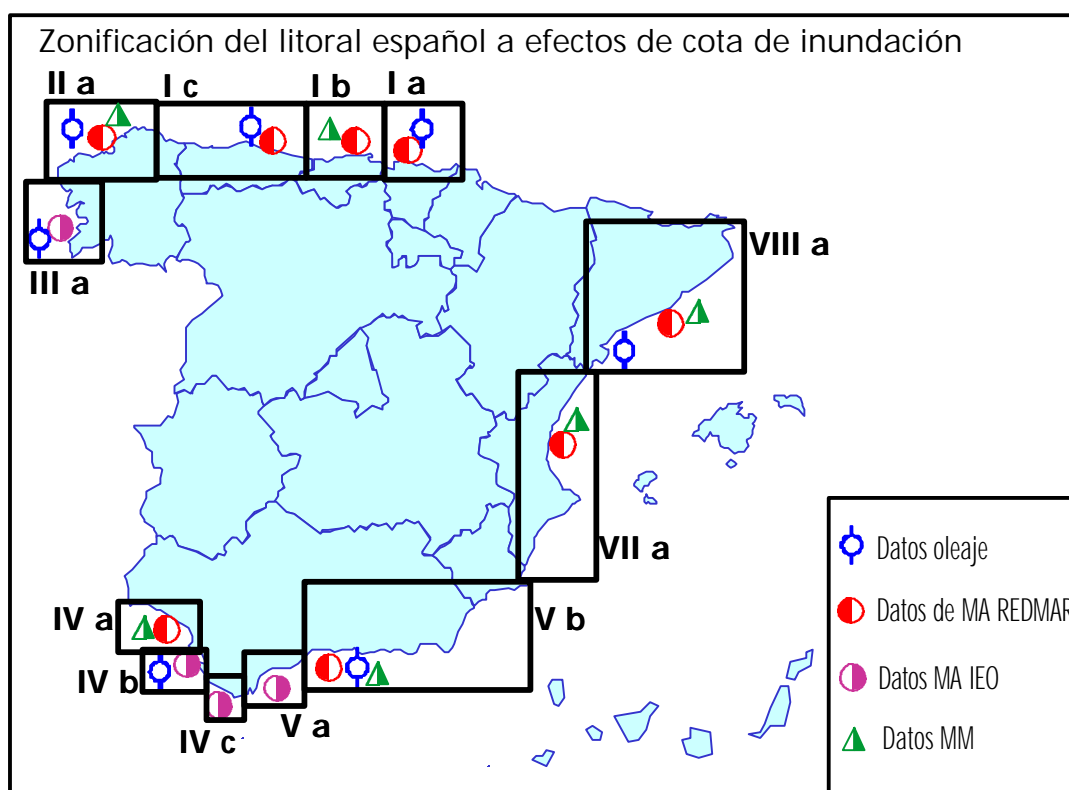 Zonificación del litoral español a efectos de cota de inundación
II a
I c
I b
I a
III a
VIII a
VII a
IV a
V b
IV b
V a
IV c
Datos oleaje
Datos de MA REDMAR
Datos MA IEO
Datos MM